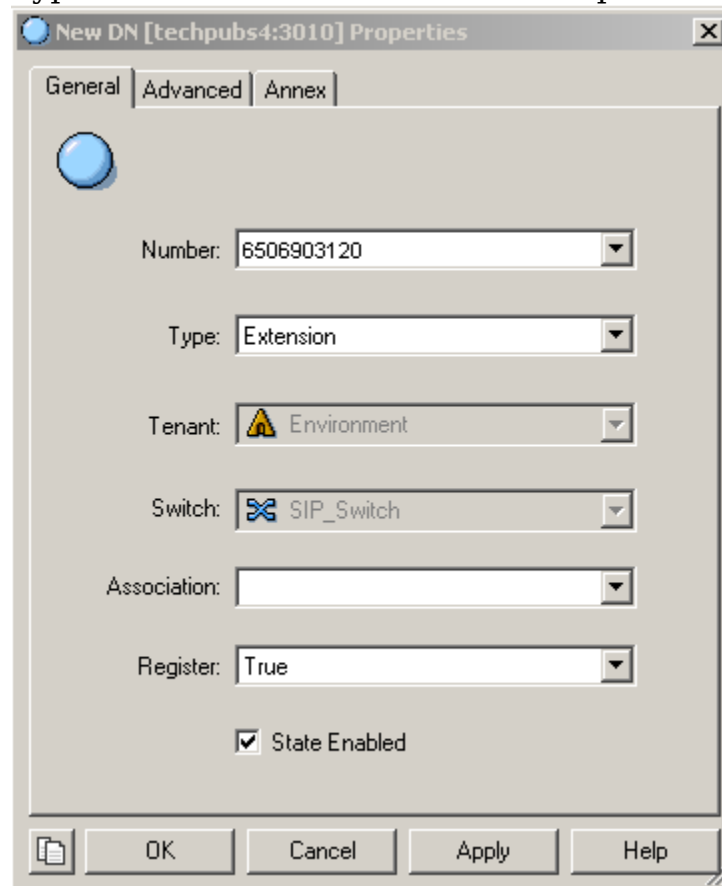 New DN [techpubs4:3010] Properties
General Advanced Annex
Number: 6506903120
Type: Extension
Tenant: Environment
Switch: SIP_Switch
Association:
Register: True
State Enabled
OK Cancel Apply Help